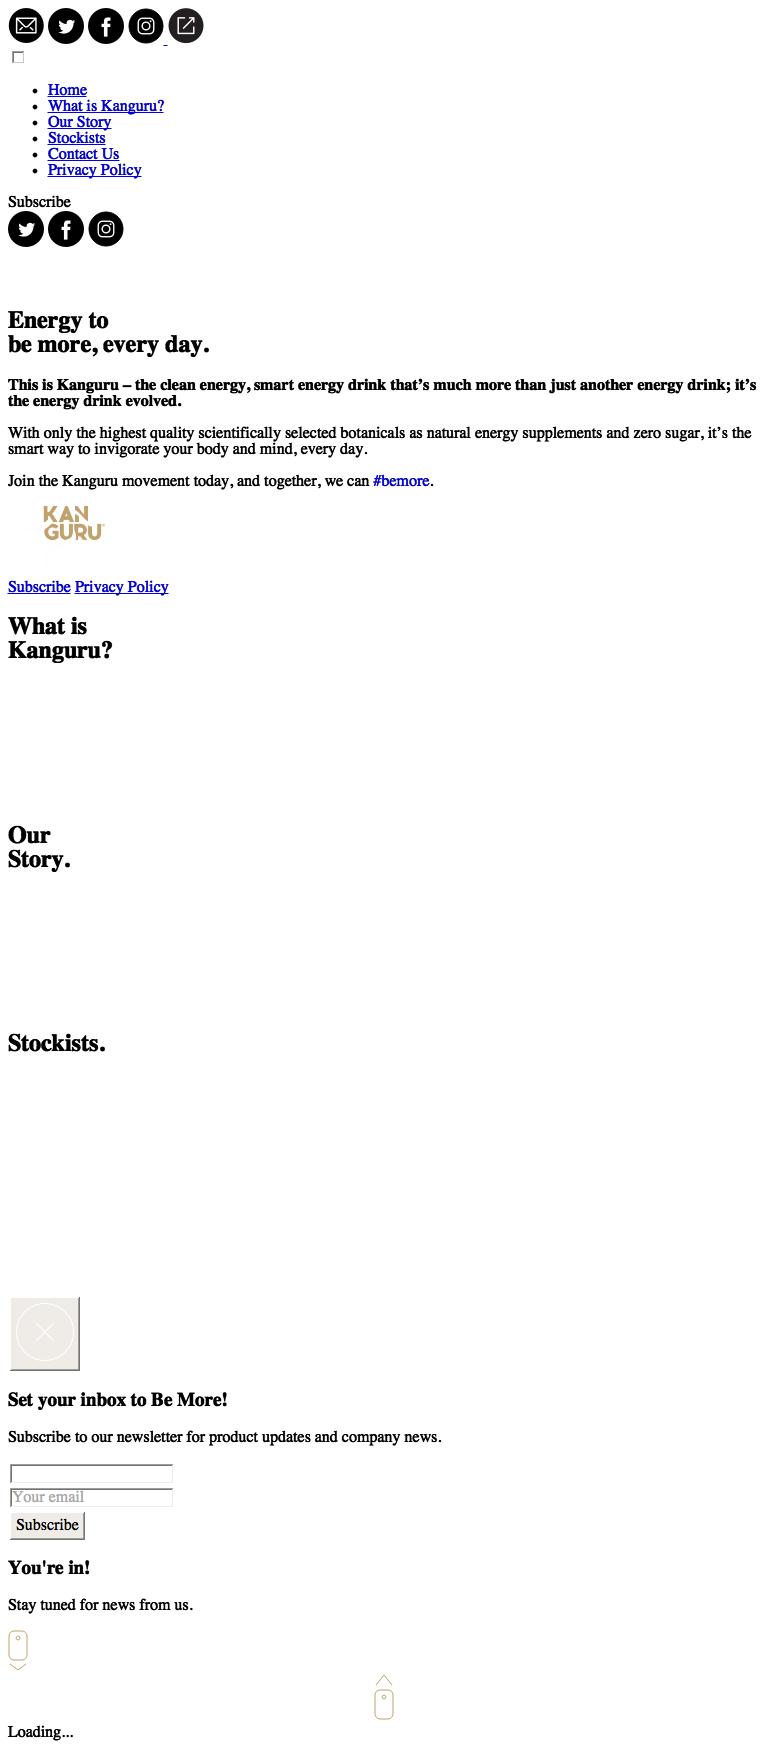 Home
What is Kanguru?
Our Story
Stockists
Contact Us
Privacy Policy
Subscribe
Energy to
be more, every day.
This is Kanguru – the clean energy, smart energy drink that’s much more than just another energy drink; it’s
the energy drink evolved.
With only the highest quality scientifically selected botanicals as natural energy supplements and zero sugar, it’s the
smart way to invigorate your body and mind, every day.
Join the Kanguru movement today, and together, we can #bemore.
KAN
GURU
Subscribe Privacy Policy
What is
Kanguru?
Our
Story.
Stockists.
Set your inbox to Be More!
Subscribe to our newsletter for product updates and company news.
Your email
Subscribe
You're in!
Stay tuned for news from us.
Loading...